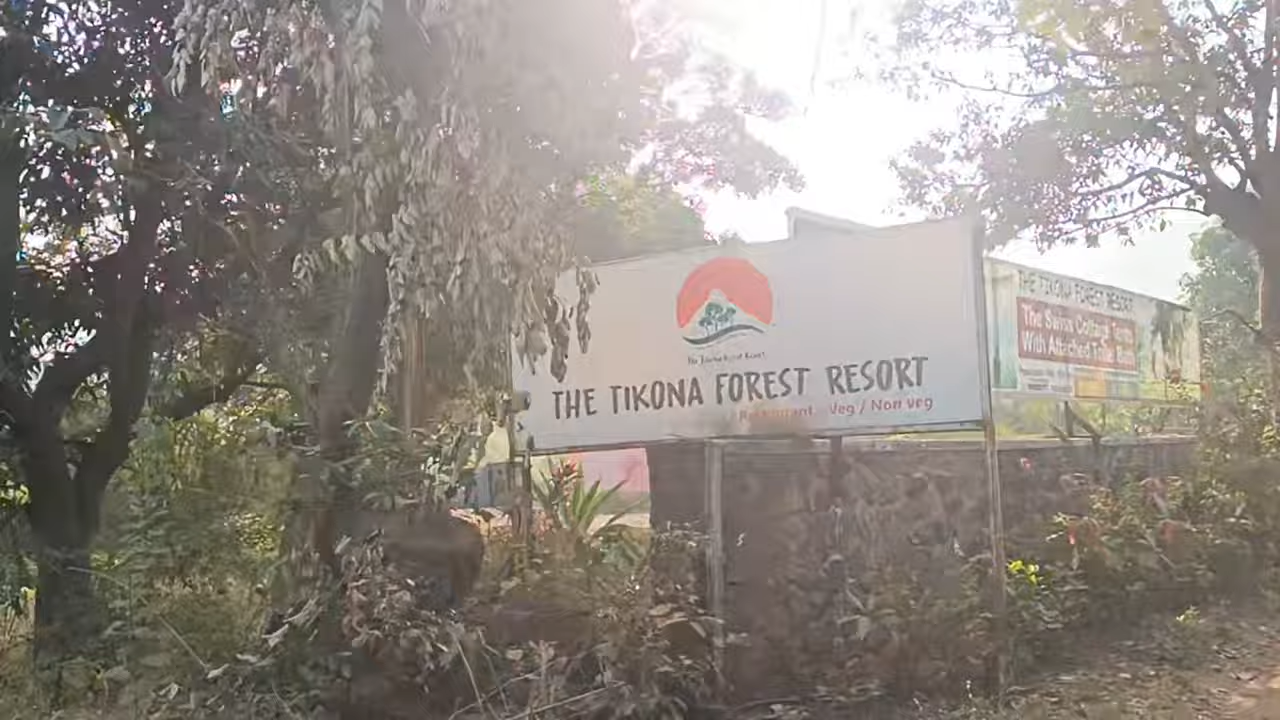 The Tikona Forest Resort
THE TIKONA FOREST RESORT
Restaurant - Veg / Non veg
THE TIKONA FOREST RESORT
The Swiss Cottage Tents
With Attached Toilet Bath